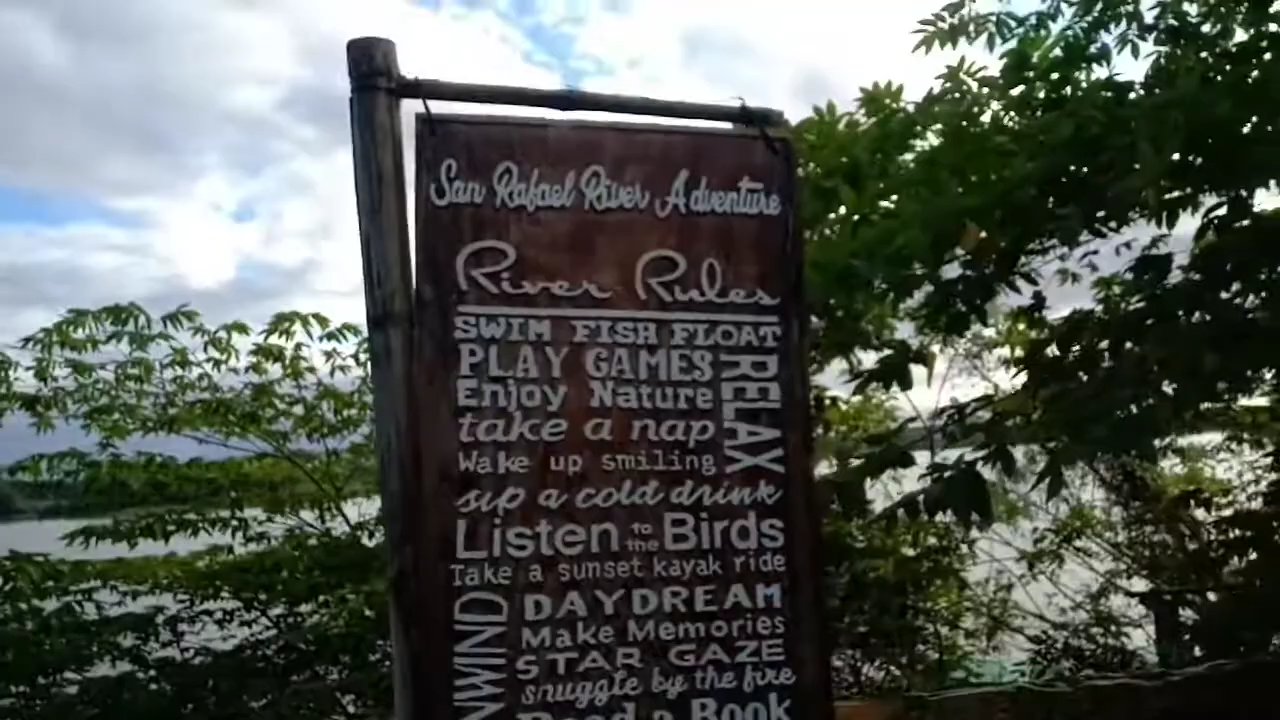 San Rafael River Adventure
River Rules
SWIM FISH FLOAT
PLAY GAMES
RELAX
Enjoy Nature
take a nap
Wake up smiling
sip a cold drink
Listen to the Birds
Take a sunset kayak ride
DAYDREAM
Make Memories
STAR GAZE
snuggle by the fire
Read a Book